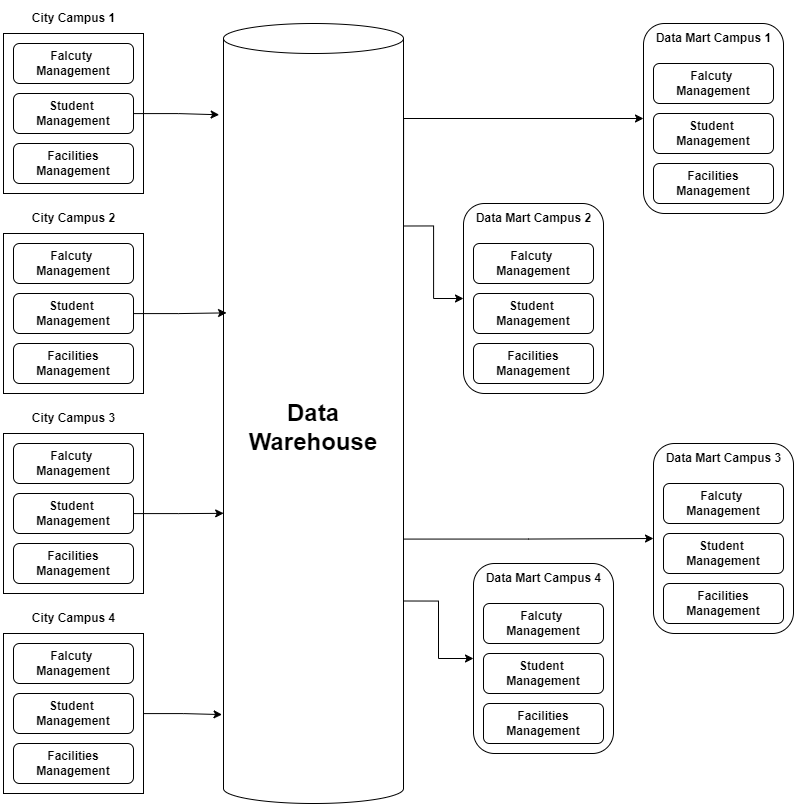 City Campus 1
Falcuty
Management
Student
Management
Facilities
Management
City Campus 2
Falcuty
Management
Student
Management
Facilities
Management
City Campus 3
Falcuty
Management
Student
Management
Facilities
Management
City Campus 4
Falcuty
Management
Student
Management
Facilities
Management
Data
Warehouse
Data Mart Campus 1
Falcuty
Management
Student
Management
Facilities
Management
Data Mart Campus 2
Falcuty
Management
Student
Management
Facilities
Management
Data Mart Campus 3
Falcuty
Management
Student
Management
Facilities
Management
Data Mart Campus 4
Falcuty
Management
Student
Management
Facilities
Management